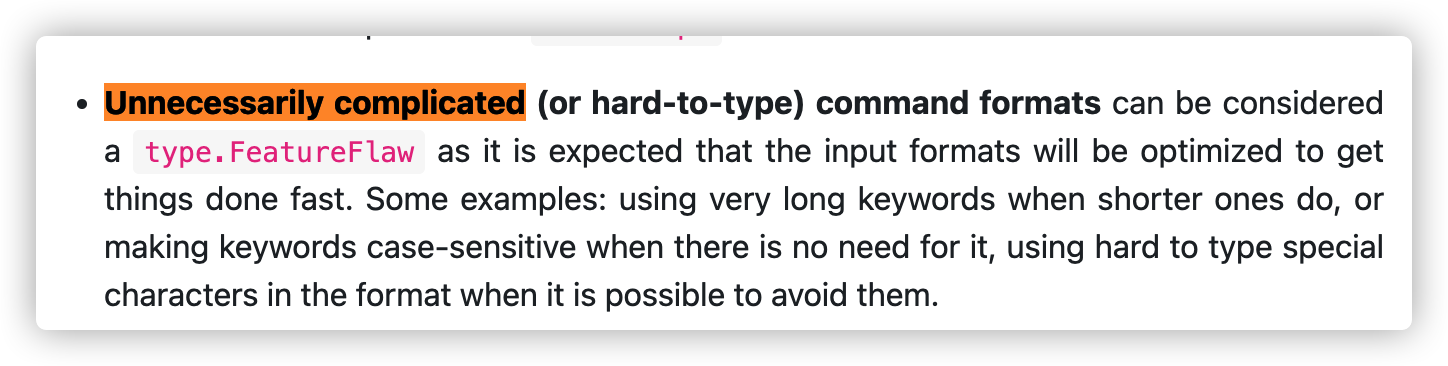 • Unnecessarily complicated (or hard-to-type) command formats can be considered
a type.FeatureFlaw as it is expected that the input formats will be optimized to get
things done fast. Some examples: using very long keywords when shorter ones do, or
making keywords case-sensitive when there is no need for it, using hard to type special
characters in the format when it is possible to avoid them.